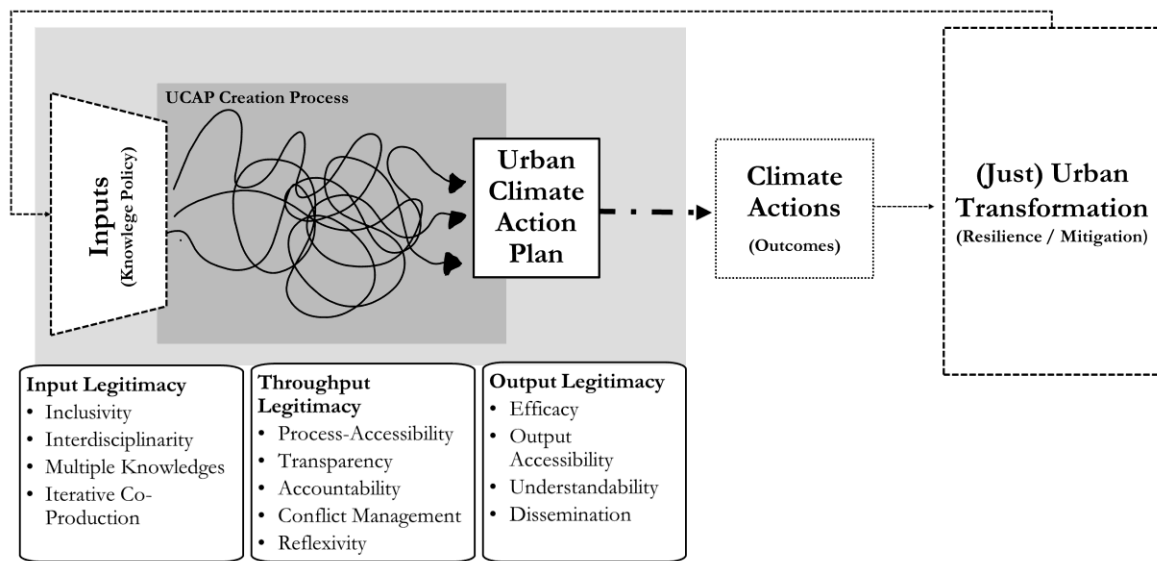 UCAP Creation Process
Inputs
(Knowlege Policy)
Urban
Climate
Action
Plan
Climate
Actions
(Outcomes)
(Just) Urban
Transformation
(Resilience / Mitigation)
Input Legitimacy
• Inclusivity
• Interdisciplinarity
• Multiple Knowledges
• Iterative Co-
Production
Throughput
Legitimacy
• Process-Accessibility
• Transparency
• Accountability
• Conflict Management
• Reflexivity
Output Legitimacy
• Efficacy
• Output
Accessibility
• Understandability
• Dissemination